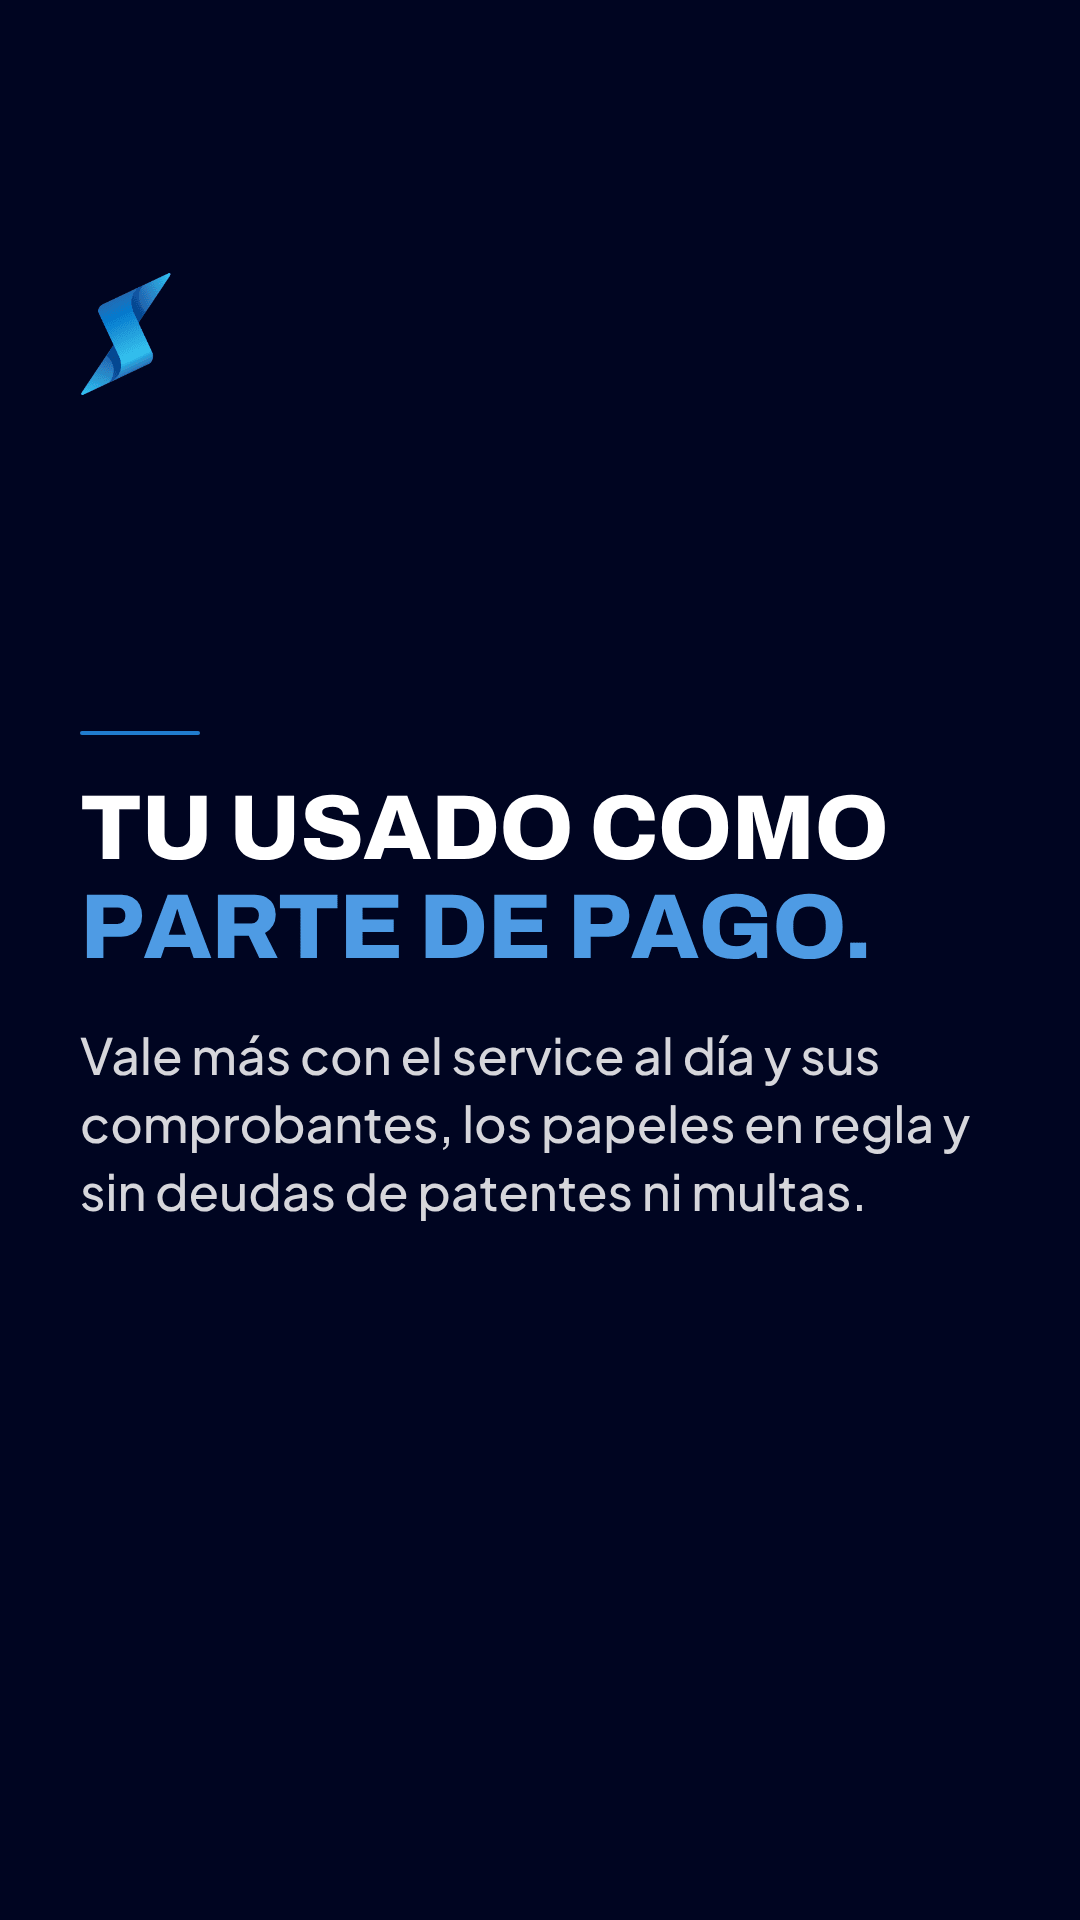 TU USADO COMO
PARTE DE PAGO.
Vale más con el service al día y sus
comprobantes, los papeles en regla y
sin deudas de patentes ni multas.